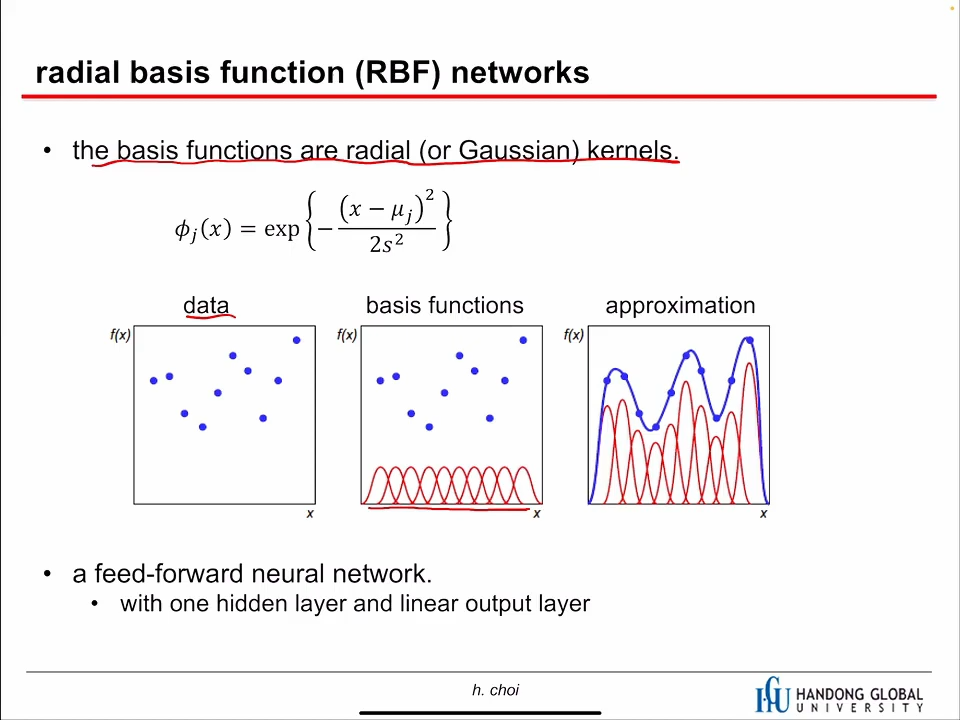 radial basis function (RBF) networks
• the basis functions are radial (or Gaussian) kernels.
ϕⱼ(x) = exp{−(x − μⱼ)²/2s²}
data basis functions approximation
f(x) f(x) f(x)
x x x
• a feed-forward neural network.
• with one hidden layer and linear output layer
h. choi
HANDONG GLOBAL
UNIVERSITY